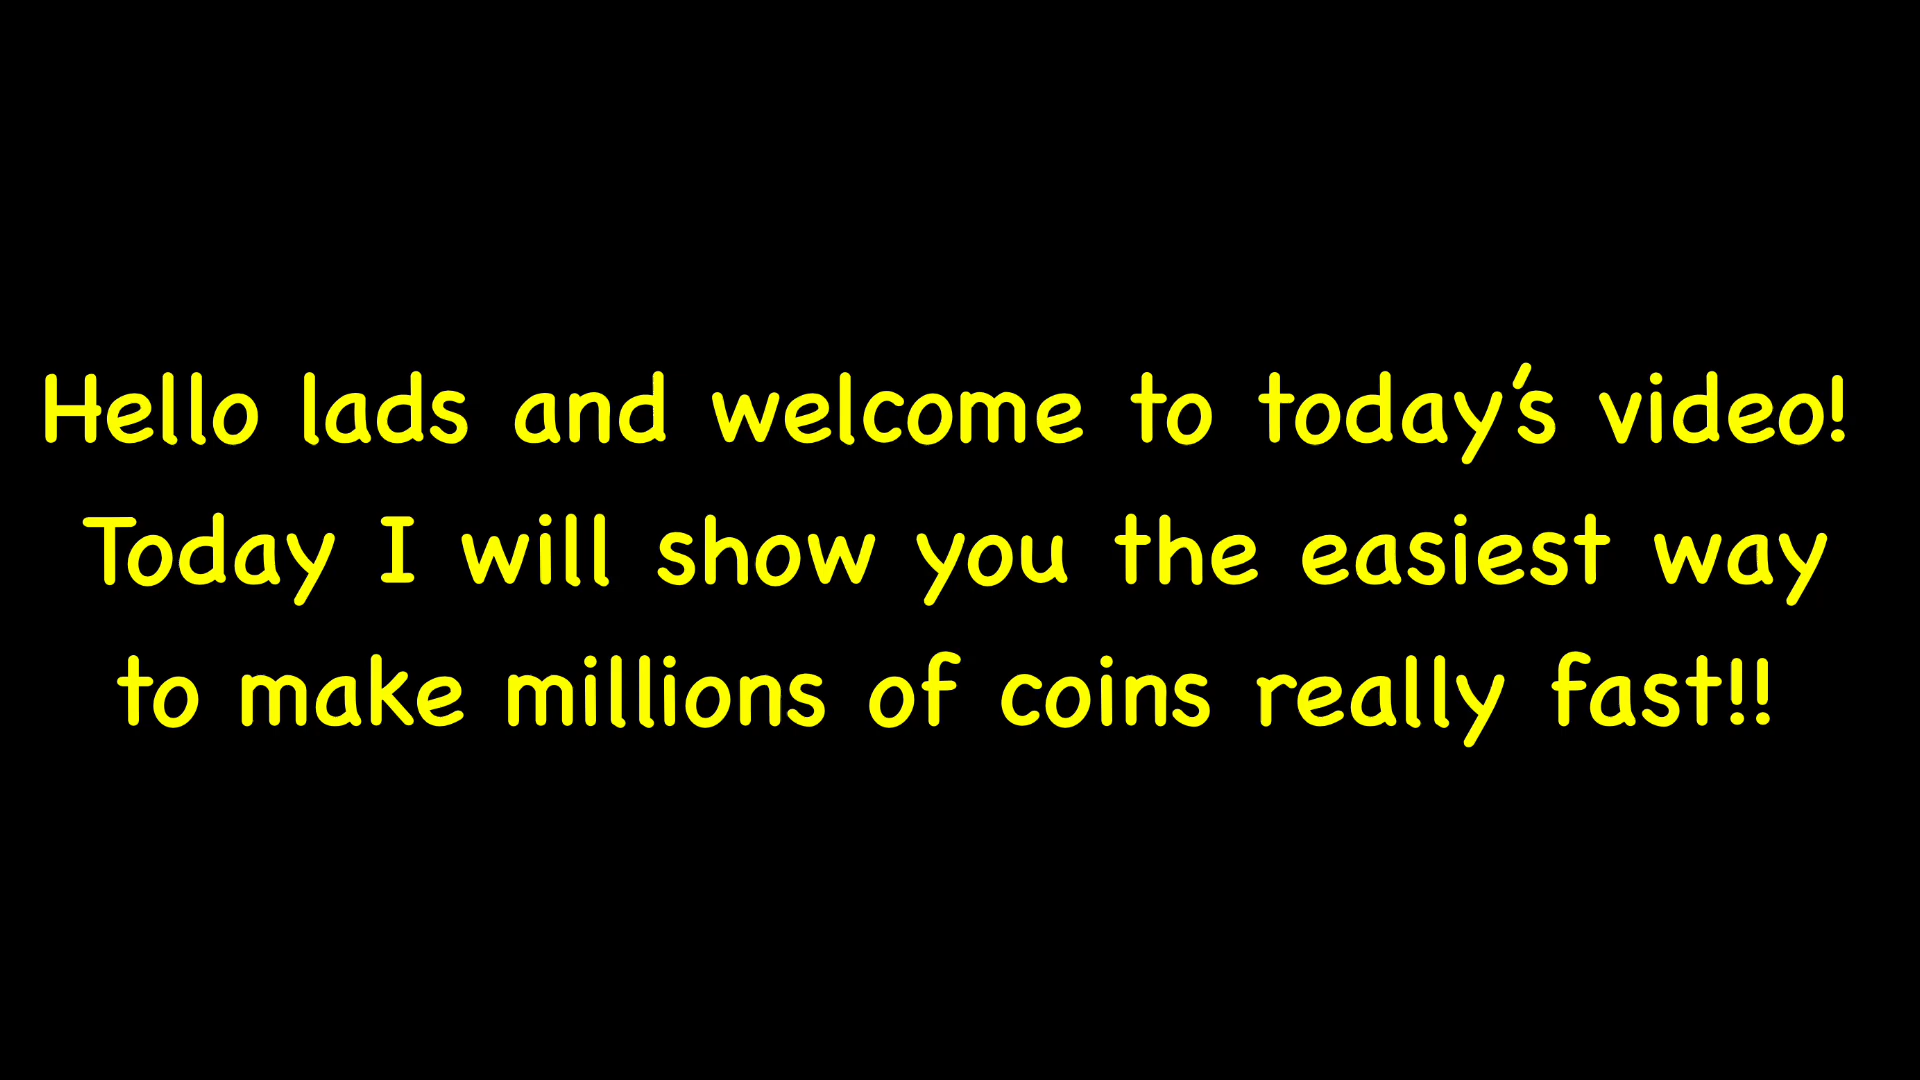 Hello lads and welcome to today's video!
Today I will show you the easiest way
to make millions of coins really fast!!